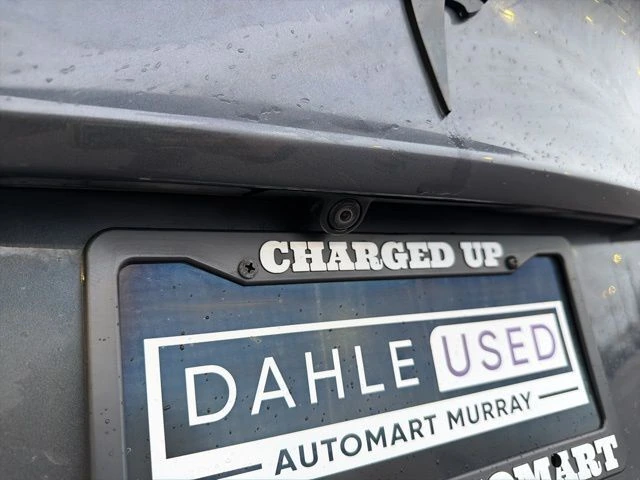 CHARGED UP
DAHLE USED
AUTOMART MURRAY